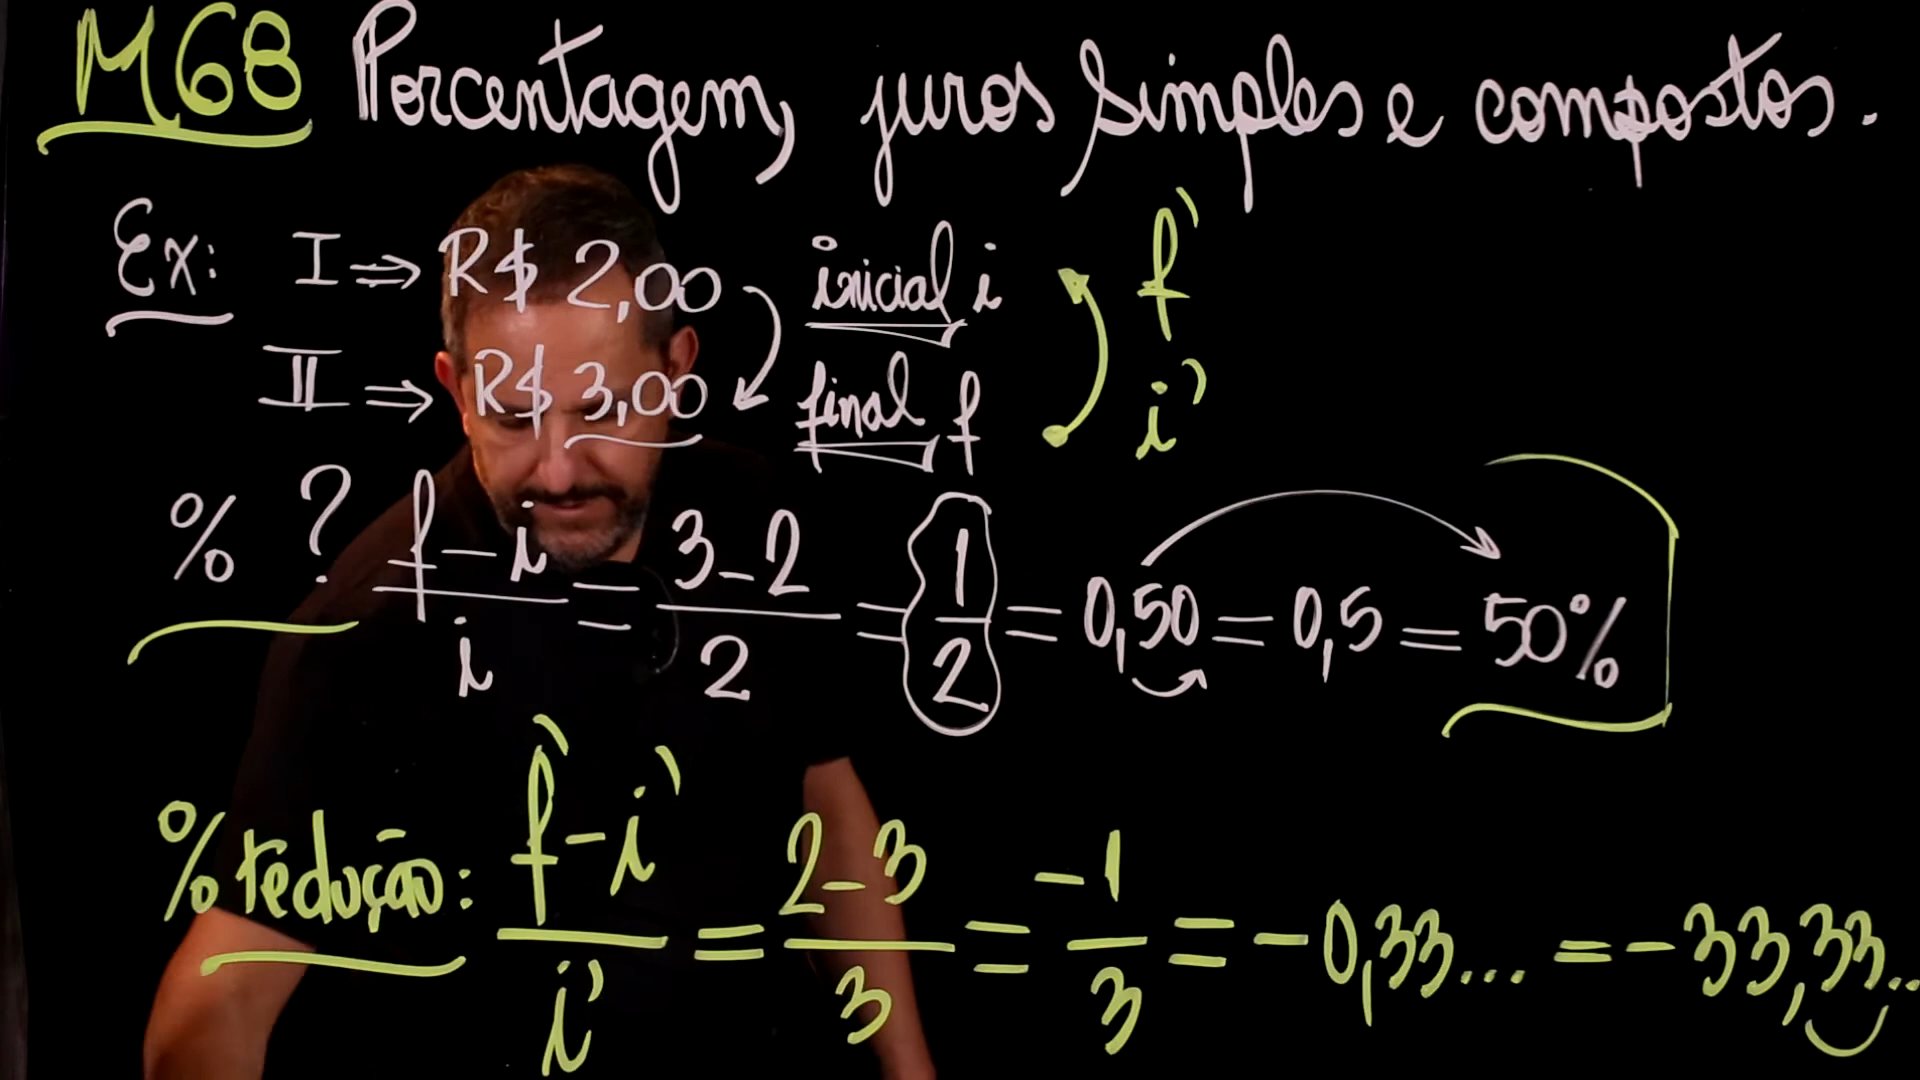 M68 Porcentagem, juros simples e compostos.
Ex: I ⇒ R$ 2,00 inicial i f'
II ⇒ R$ 3,00 final f i'
% ? f-i/i = 3-2/2 = 1/2 = 0,50 = 0,5 = 50%
% redução: f'-i'/i' = 2-3/3 = -1/3 = -0,33... = -33,33..